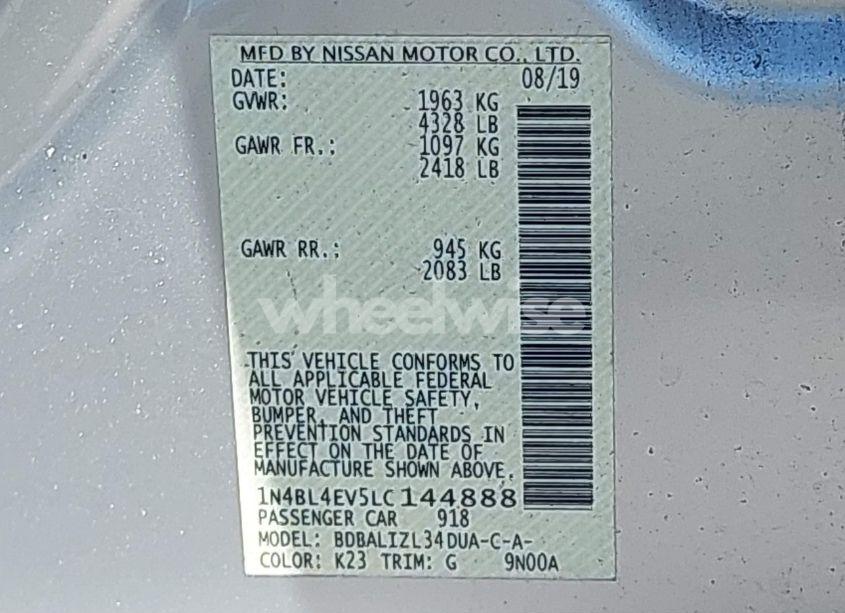 MFD BY NISSAN MOTOR CO., LTD.
DATE: 08/19
GVWR: 1963 KG
4328 LB
GAWR FR.: 1097 KG
2418 LB
GAWR RR.: 945 KG
2083 LB
wheelwise
THIS VEHICLE CONFORMS TO
ALL APPLICABLE FEDERAL
MOTOR VEHICLE SAFETY,
BUMPER, AND THEFT
PREVENTION STANDARDS IN
EFFECT ON THE DATE OF
MANUFACTURE SHOWN ABOVE.
1N4BL4EV5LC144888
PASSENGER CAR 918
MODEL: BDBALIZL34DUA-C-A-
COLOR: K23 TRIM: G 9N00A